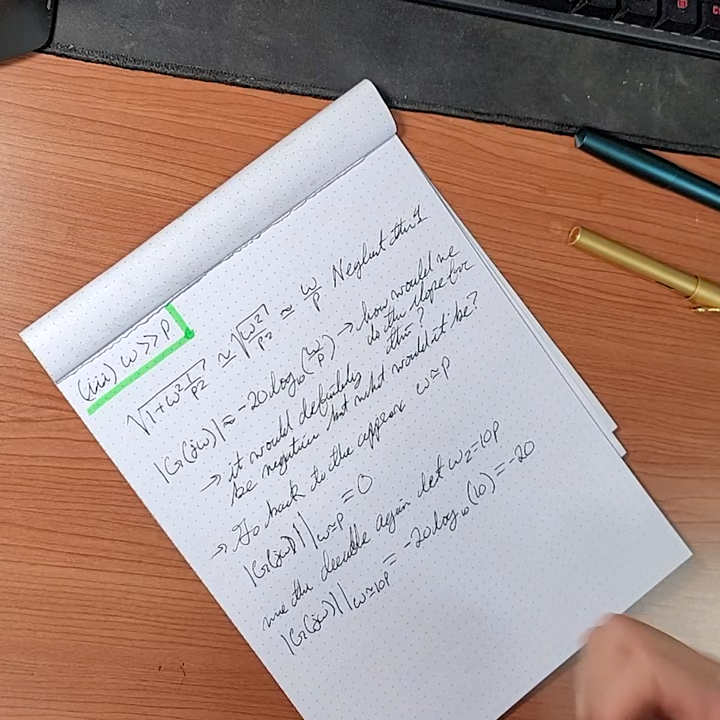 (iii) ω >> P
√(1+ω² 1/P²) ≃ √(ω²/P²) ≃ ω/P Neglect the 1
|G(jω)| ≈ -20log₁₀(ω/P) → how would we
do the slope for
this?
→ it would definitely
be negative but what would it be?
→ Go back to the approx ω≃P
|G(jω)||ω≃P = 0
use the decade again let ω₂=10P
|G(jω)||ω≃10P = -20log₁₀(10) = -20